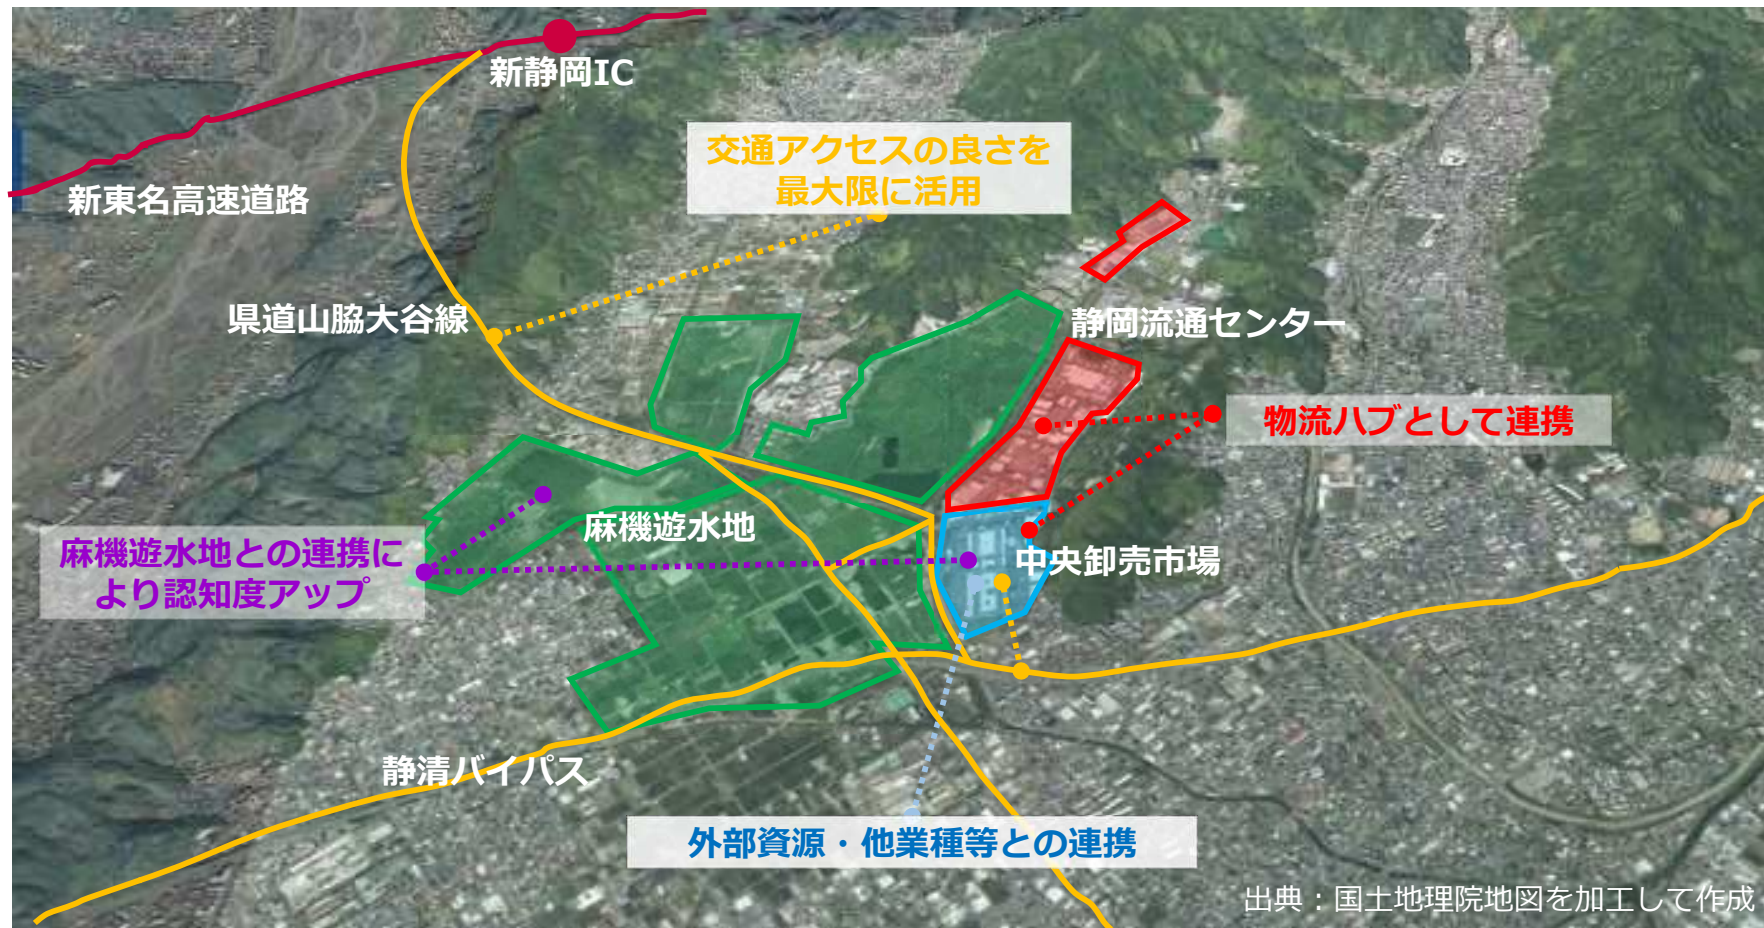 新静岡IC
交通アクセスの良さを
最大限に活用
新東名高速道路
県道山脇大谷線
静岡流通センター
物流ハブとして連携
麻機遊水地
麻機遊水地との連携に
より認知度アップ
中央卸売市場
静清バイパス
外部資源・他業種等との連携
出典：国土地理院地図を加工して作成